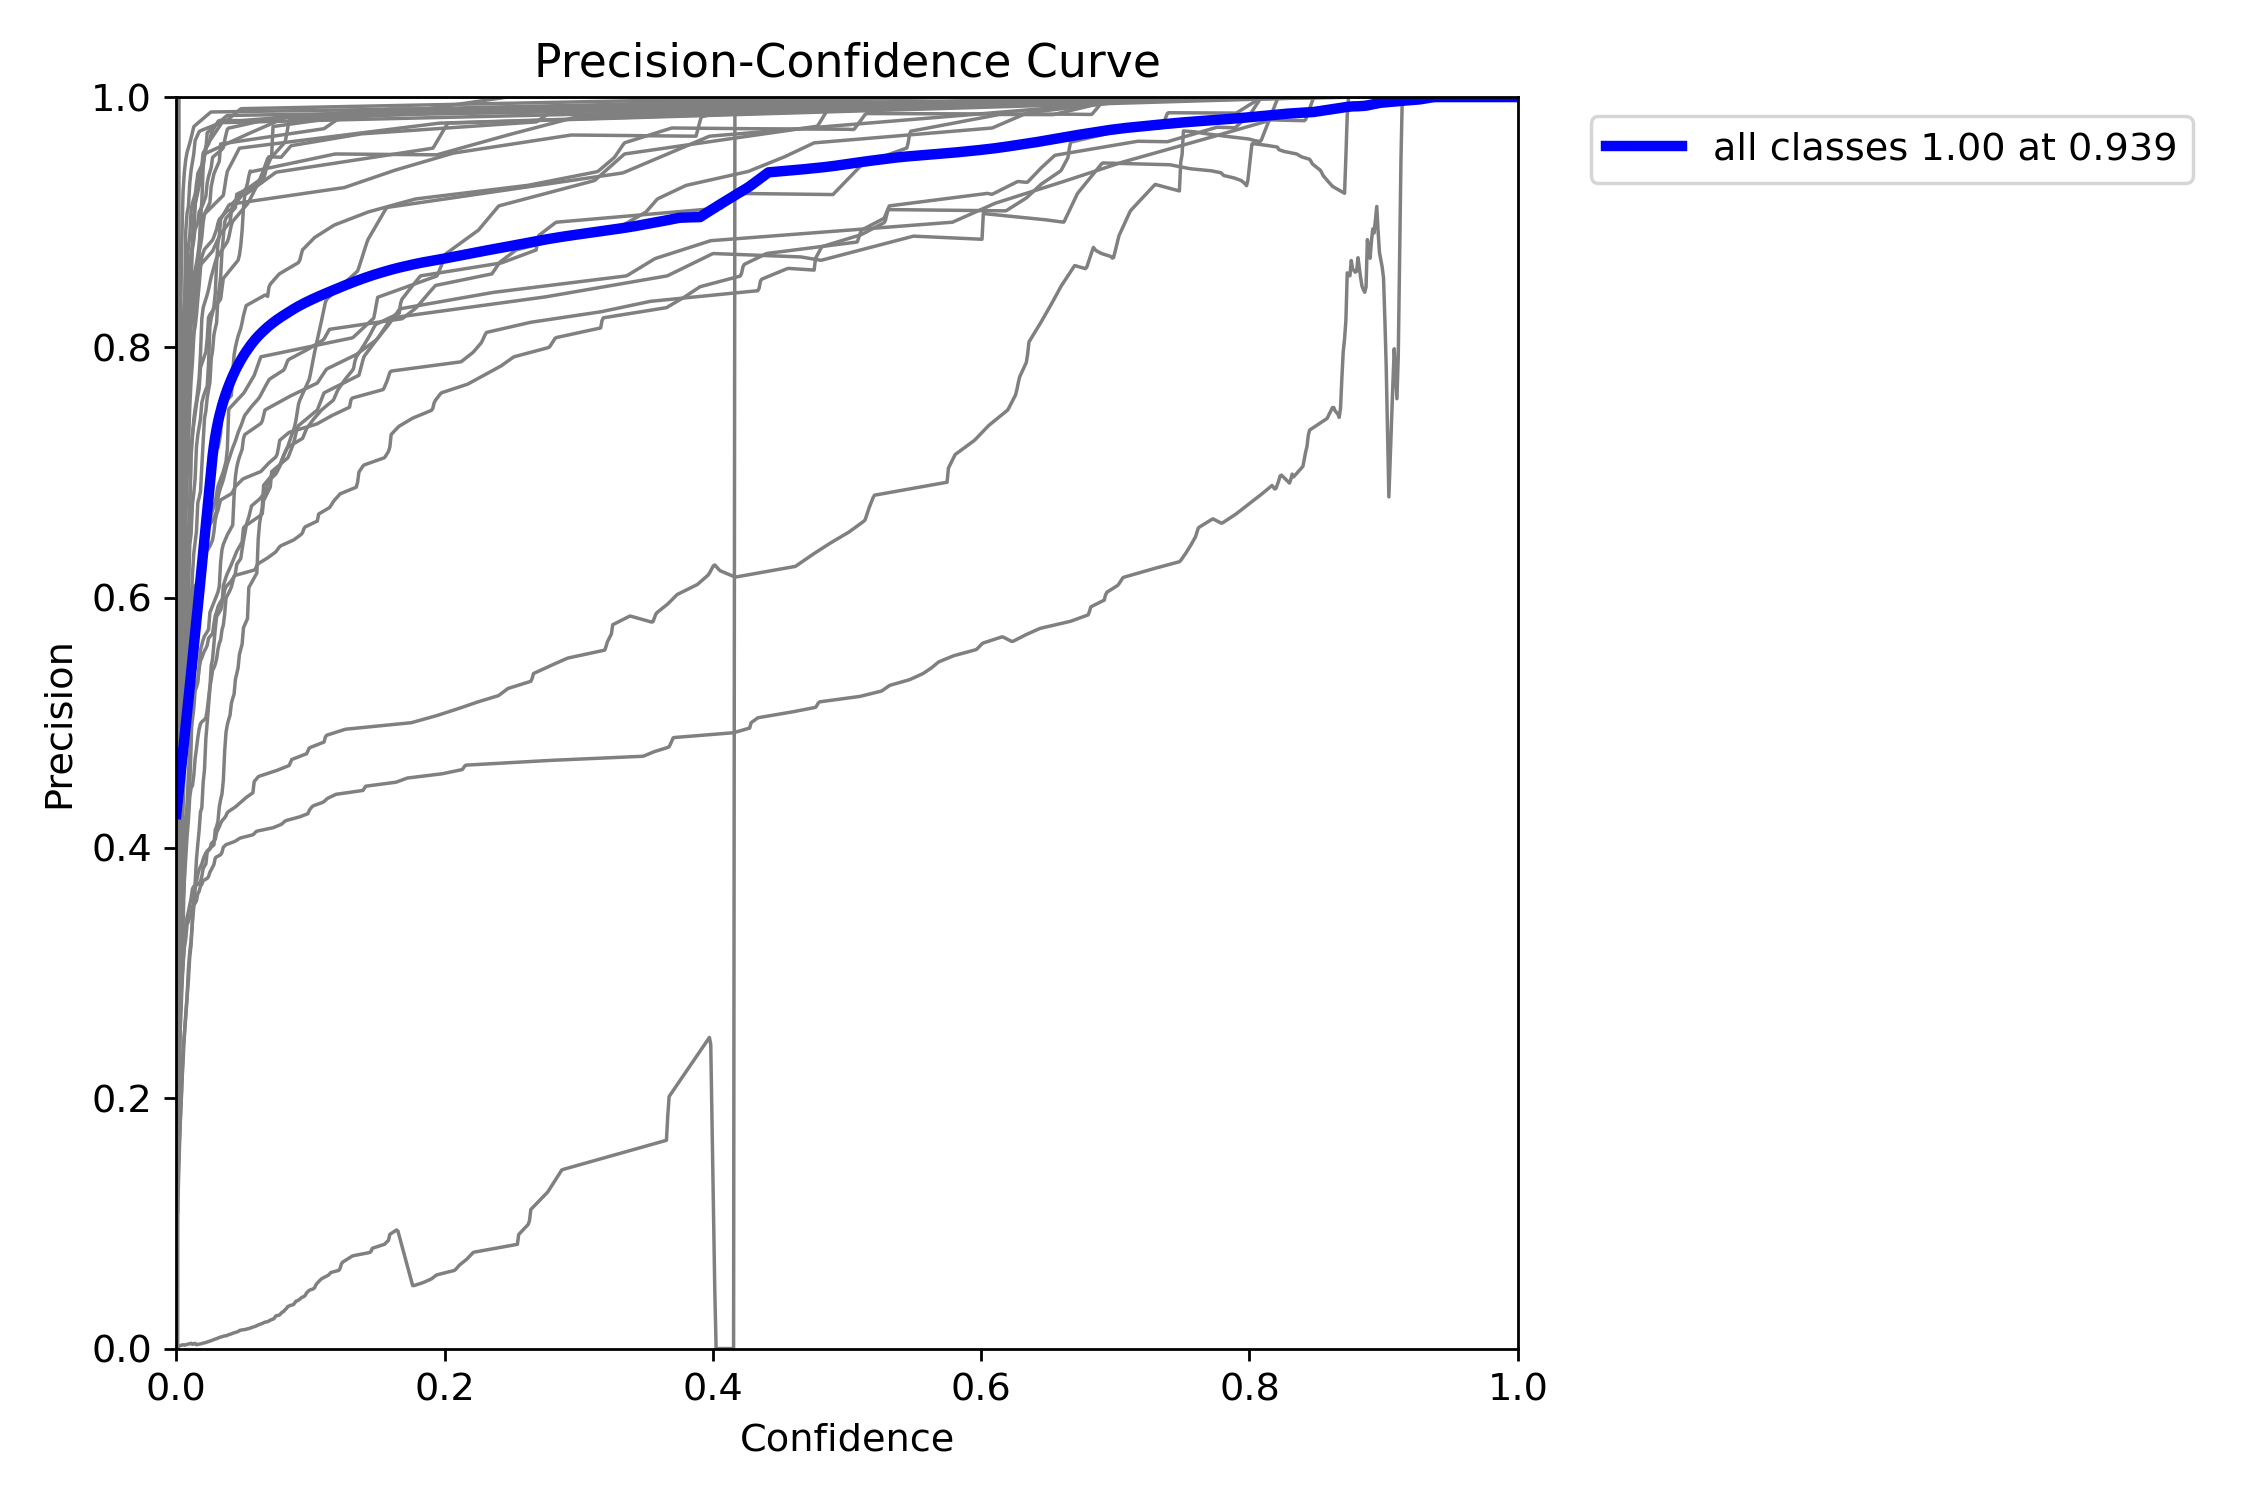 Precision-Confidence Curve
1.0
0.8
0.6
0.4
0.2
0.0
Precision
0.0 0.2 0.4 0.6 0.8 1.0
Confidence
all classes 1.00 at 0.939